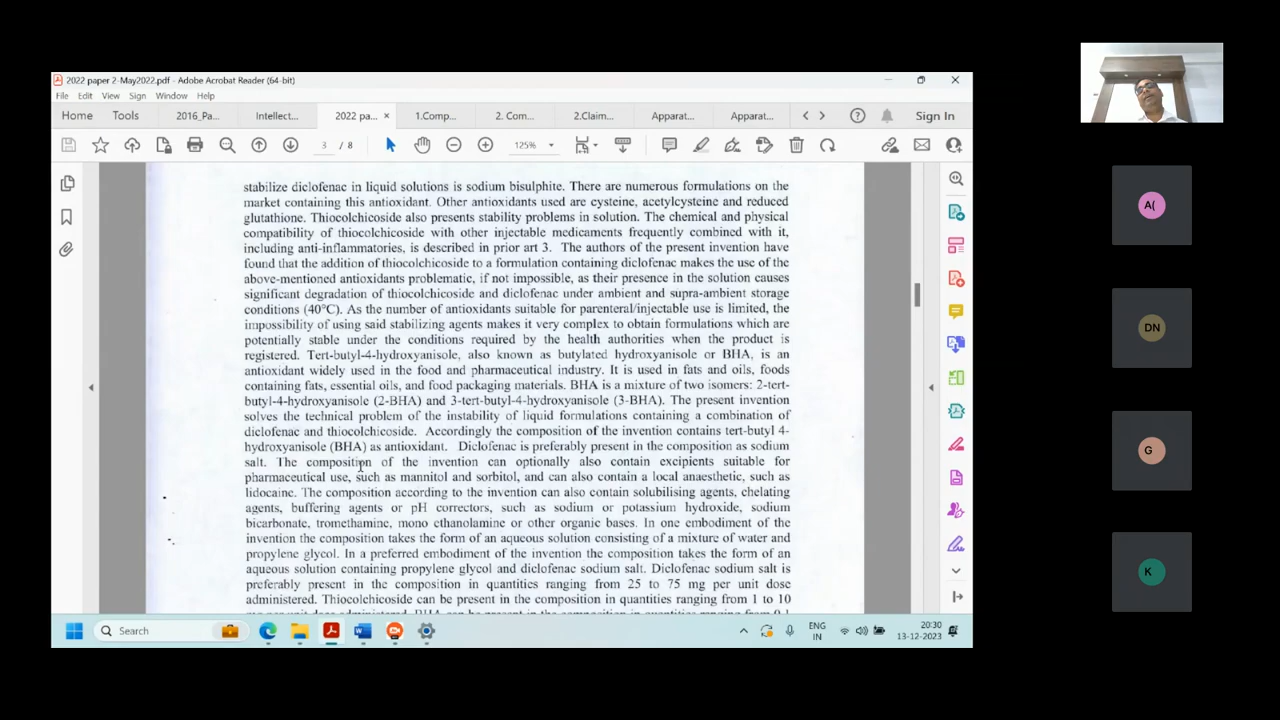 2022 paper 2-May2022.pdf - Adobe Acrobat Reader (64-bit)
File Edit View Sign Window Help
Home Tools 2016_Pa... Intellect... 2022 pa... 1.Comp... 2. Com... 2.Claim... Apparat... Apparat... Sign In
3 / 8 125%
stabilize diclofenac in liquid solutions is sodium bisulphite. There are numerous formulations on the
market containing this antioxidant. Other antioxidants used are cysteine, acetylcysteine and reduced
glutathione. Thiocolchicoside also presents stability problems in solution. The chemical and physical
compatibility of thiocolchicoside with other injectable medicaments frequently combined with it,
including anti-inflammatories, is described in prior art 3. The authors of the present invention have
found that the addition of thiocolchicoside to a formulation containing diclofenac makes the use of the
above-mentioned antioxidants problematic, if not impossible, as their presence in the solution causes
significant degradation of thiocolchicoside and diclofenac under ambient and supra-ambient storage
conditions (40°C). As the number of antioxidants suitable for parenteral/injectable use is limited, the
impossibility of using said stabilizing agents makes it very complex to obtain formulations which are
potentially stable under the conditions required by the health authorities when the product is
registered. Tert-butyl-4-hydroxyanisole, also known as butylated hydroxyanisole or BHA, is an
antioxidant widely used in the food and pharmaceutical industry. It is used in fats and oils, foods
containing fats, essential oils, and food packaging materials. BHA is a mixture of two isomers: 2-tert-
butyl-4-hydroxyanisole (2-BHA) and 3-tert-butyl-4-hydroxyanisole (3-BHA). The present invention
solves the technical problem of the instability of liquid formulations containing a combination of
diclofenac and thiocolchicoside. Accordingly the composition of the invention contains tert-butyl 4-
hydroxyanisole (BHA) as antioxidant. Diclofenac is preferably present in the composition as sodium
salt. The composition of the invention can optionally also contain excipients suitable for
pharmaceutical use, such as mannitol and sorbitol, and can also contain a local anaesthetic, such as
lidocaine. The composition according to the invention can also contain solubilising agents, chelating
agents, buffering agents or pH correctors, such as sodium or potassium hydroxide, sodium
bicarbonate, tromethamine, mono ethanolamine or other organic bases. In one embodiment of the
invention the composition takes the form of an aqueous solution consisting of a mixture of water and
propylene glycol. In a preferred embodiment of the invention the composition takes the form of an
aqueous solution containing propylene glycol and diclofenac sodium salt. Diclofenac sodium salt is
preferably present in the composition in quantities ranging from 25 to 75 mg per unit dose
administered. Thiocolchicoside can be present in the composition in quantities ranging from 1 to 10
mg per unit dose administered. BHA can be present in the composition in quantities ranging from 0.1
Search
ENG
IN
20:30
13-12-2023
A(
DN
G
K